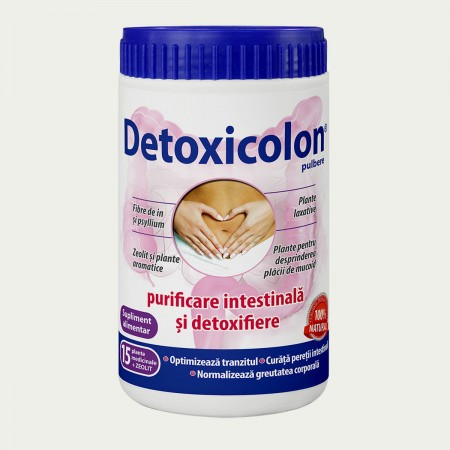 Detoxicolon®
pulbere
Fibre de in
și psyllium
Plante
laxative
Zeolit și plante
aromatice
Plante pentru
desprinderea
plăcii de mucoid
purificare intestinală
și detoxifiere
Supliment
alimentar
100%
NATURAL
15 plante
medicinale
+ ZEOLIT
• Optimizează tranzitul • Curăță pereții intestinali
• Normalizează greutatea corporală